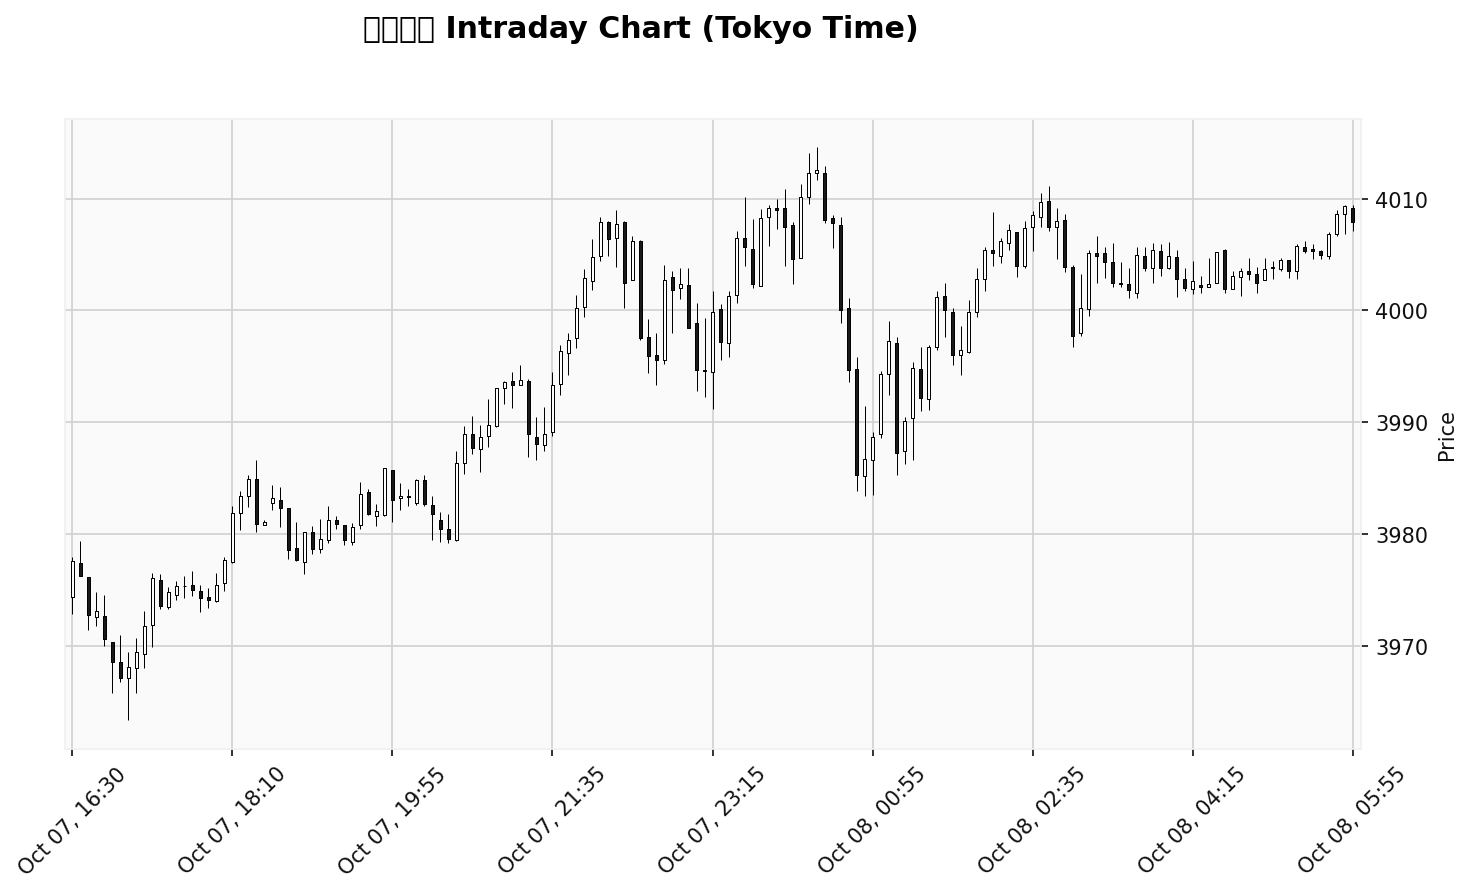 Intraday Chart (Tokyo Time)
4010
4000
3990
3980
3970
Price
Oct 07, 16:30
Oct 07, 18:10
Oct 07, 19:55
Oct 07, 21:35
Oct 07, 23:15
Oct 08, 00:55
Oct 08, 02:35
Oct 08, 04:15
Oct 08, 05:55